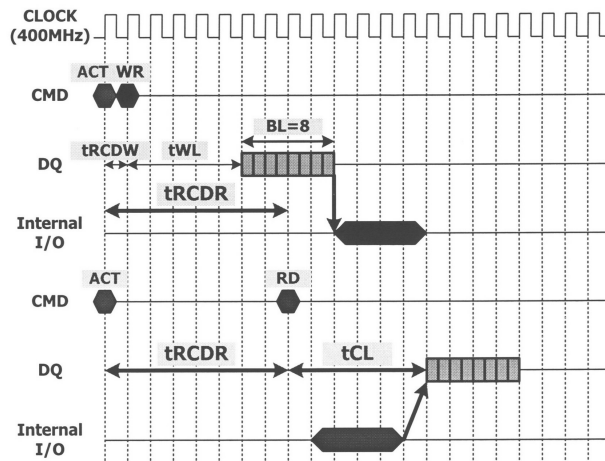 CLOCK
(400MHz)
ACT WR
CMD
BL=8
tRCDW tWL
DQ
tRCDR
Internal
I/O
ACT RD
CMD
tRCDR tCL
DQ
Internal
I/O